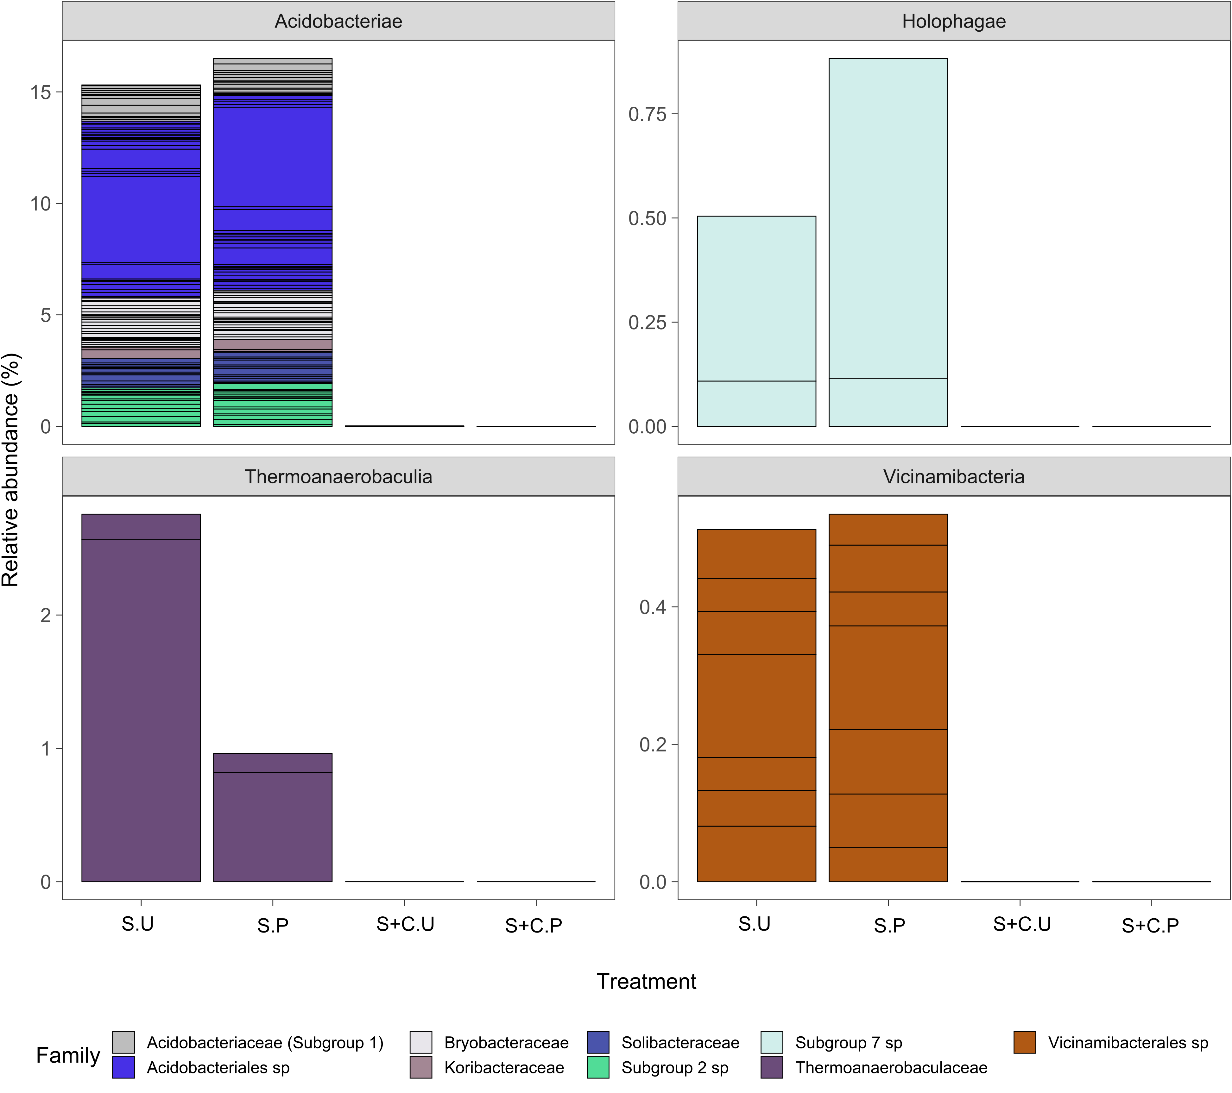 Acidobacteriae
Holophagae
15
10
5
0
0.75
0.50
0.25
0.00
Relative abundance (%)
Thermoanaerobaculia
Vicinamibacteria
2
1
0
0.4
0.2
0.0
S.U
S.P
S+C.U
S+C.P
S.U
S.P
S+C.U
S+C.P
Treatment
Family
Acidobacteriaceae (Subgroup 1)
Bryobacteraceae
Solibacteraceae
Subgroup 7 sp
Vicinamibacterales sp
Acidobacteriales sp
Koribacteraceae
Subgroup 2 sp
Thermoanaerobaculaceae